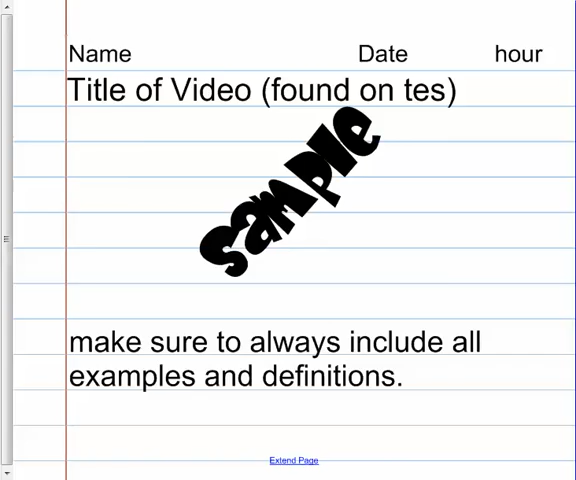 Name Date hour
Title of Video (found on tes)
sample
make sure to always include all
examples and definitions.
Extend Page